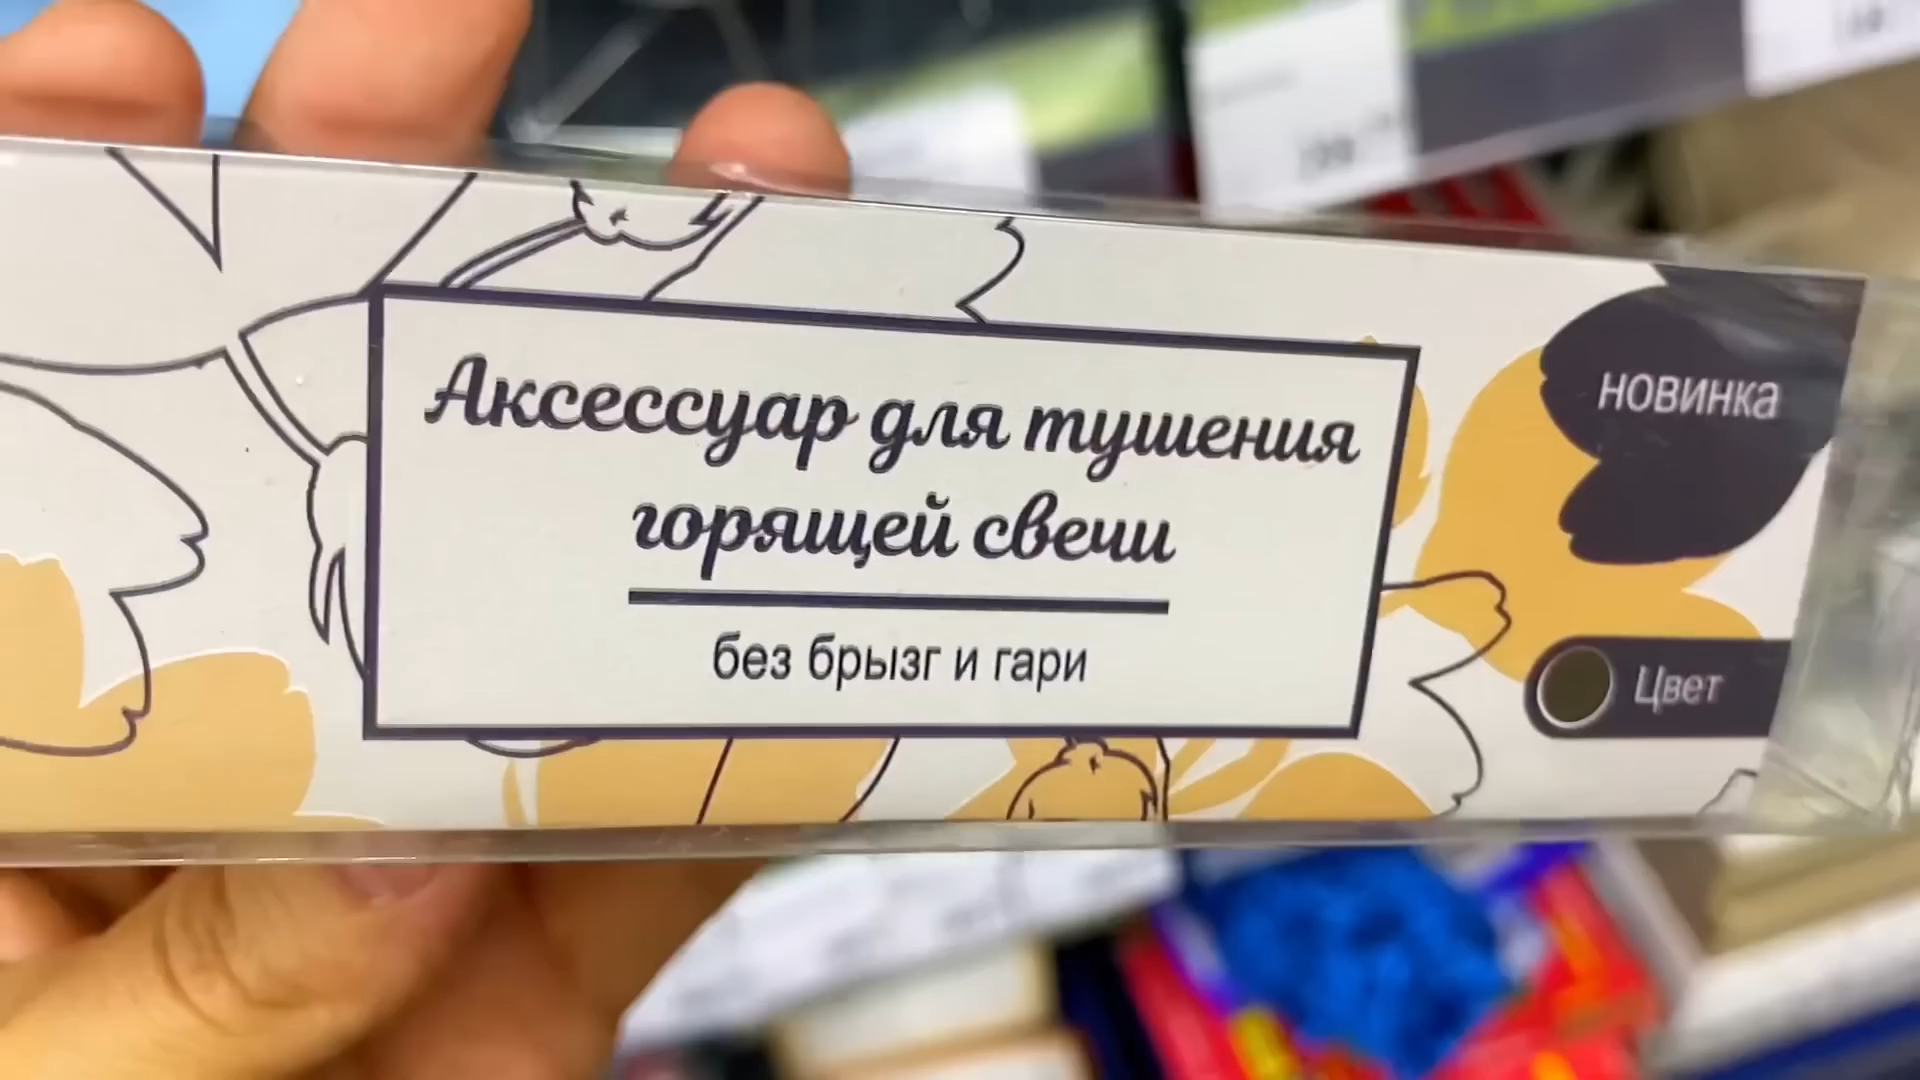 Аксессуар для тушения
горящей свечи
без брызг и гари
новинка
Цвет